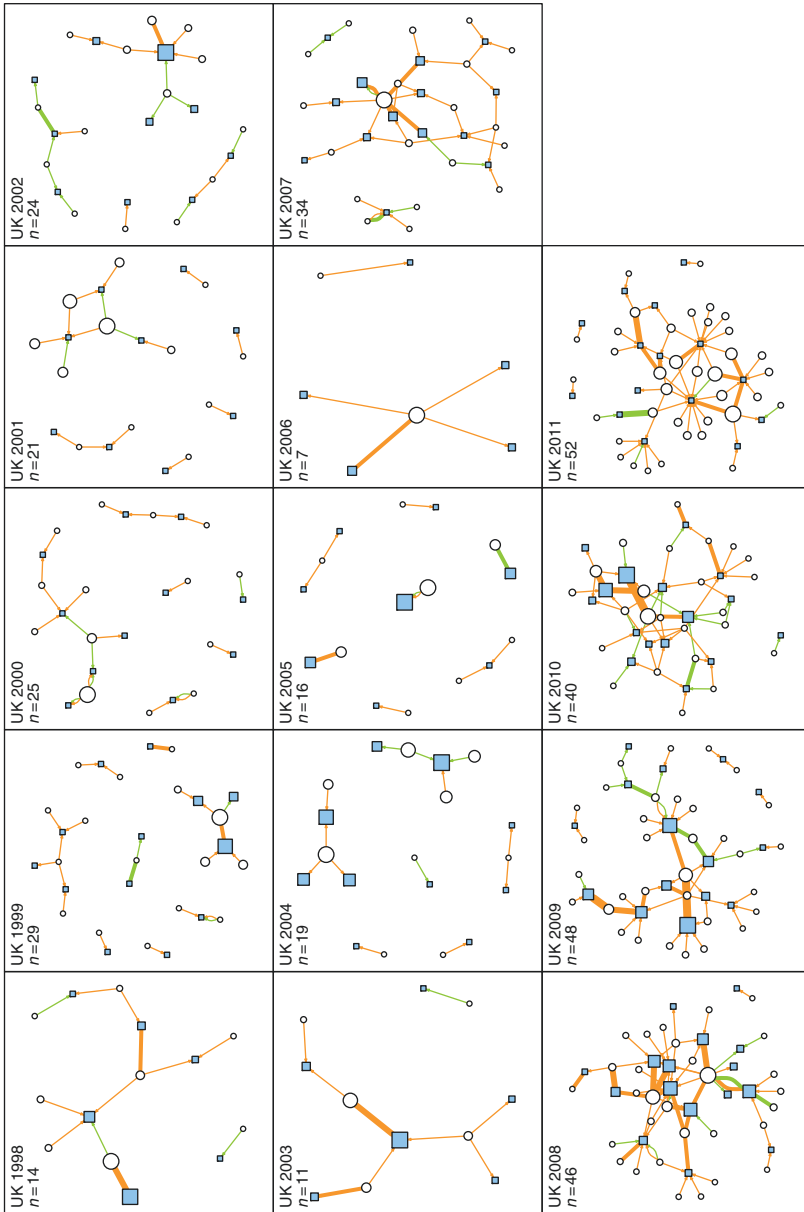 UK 1998
n=14
UK 1999
n=29
UK 2000
n=25
UK 2001
n=21
UK 2002
n=24
UK 2003
n=11
UK 2004
n=19
UK 2005
n=16
UK 2006
n=7
UK 2007
n=34
UK 2008
n=46
UK 2009
n=48
UK 2010
n=40
UK 2011
n=52